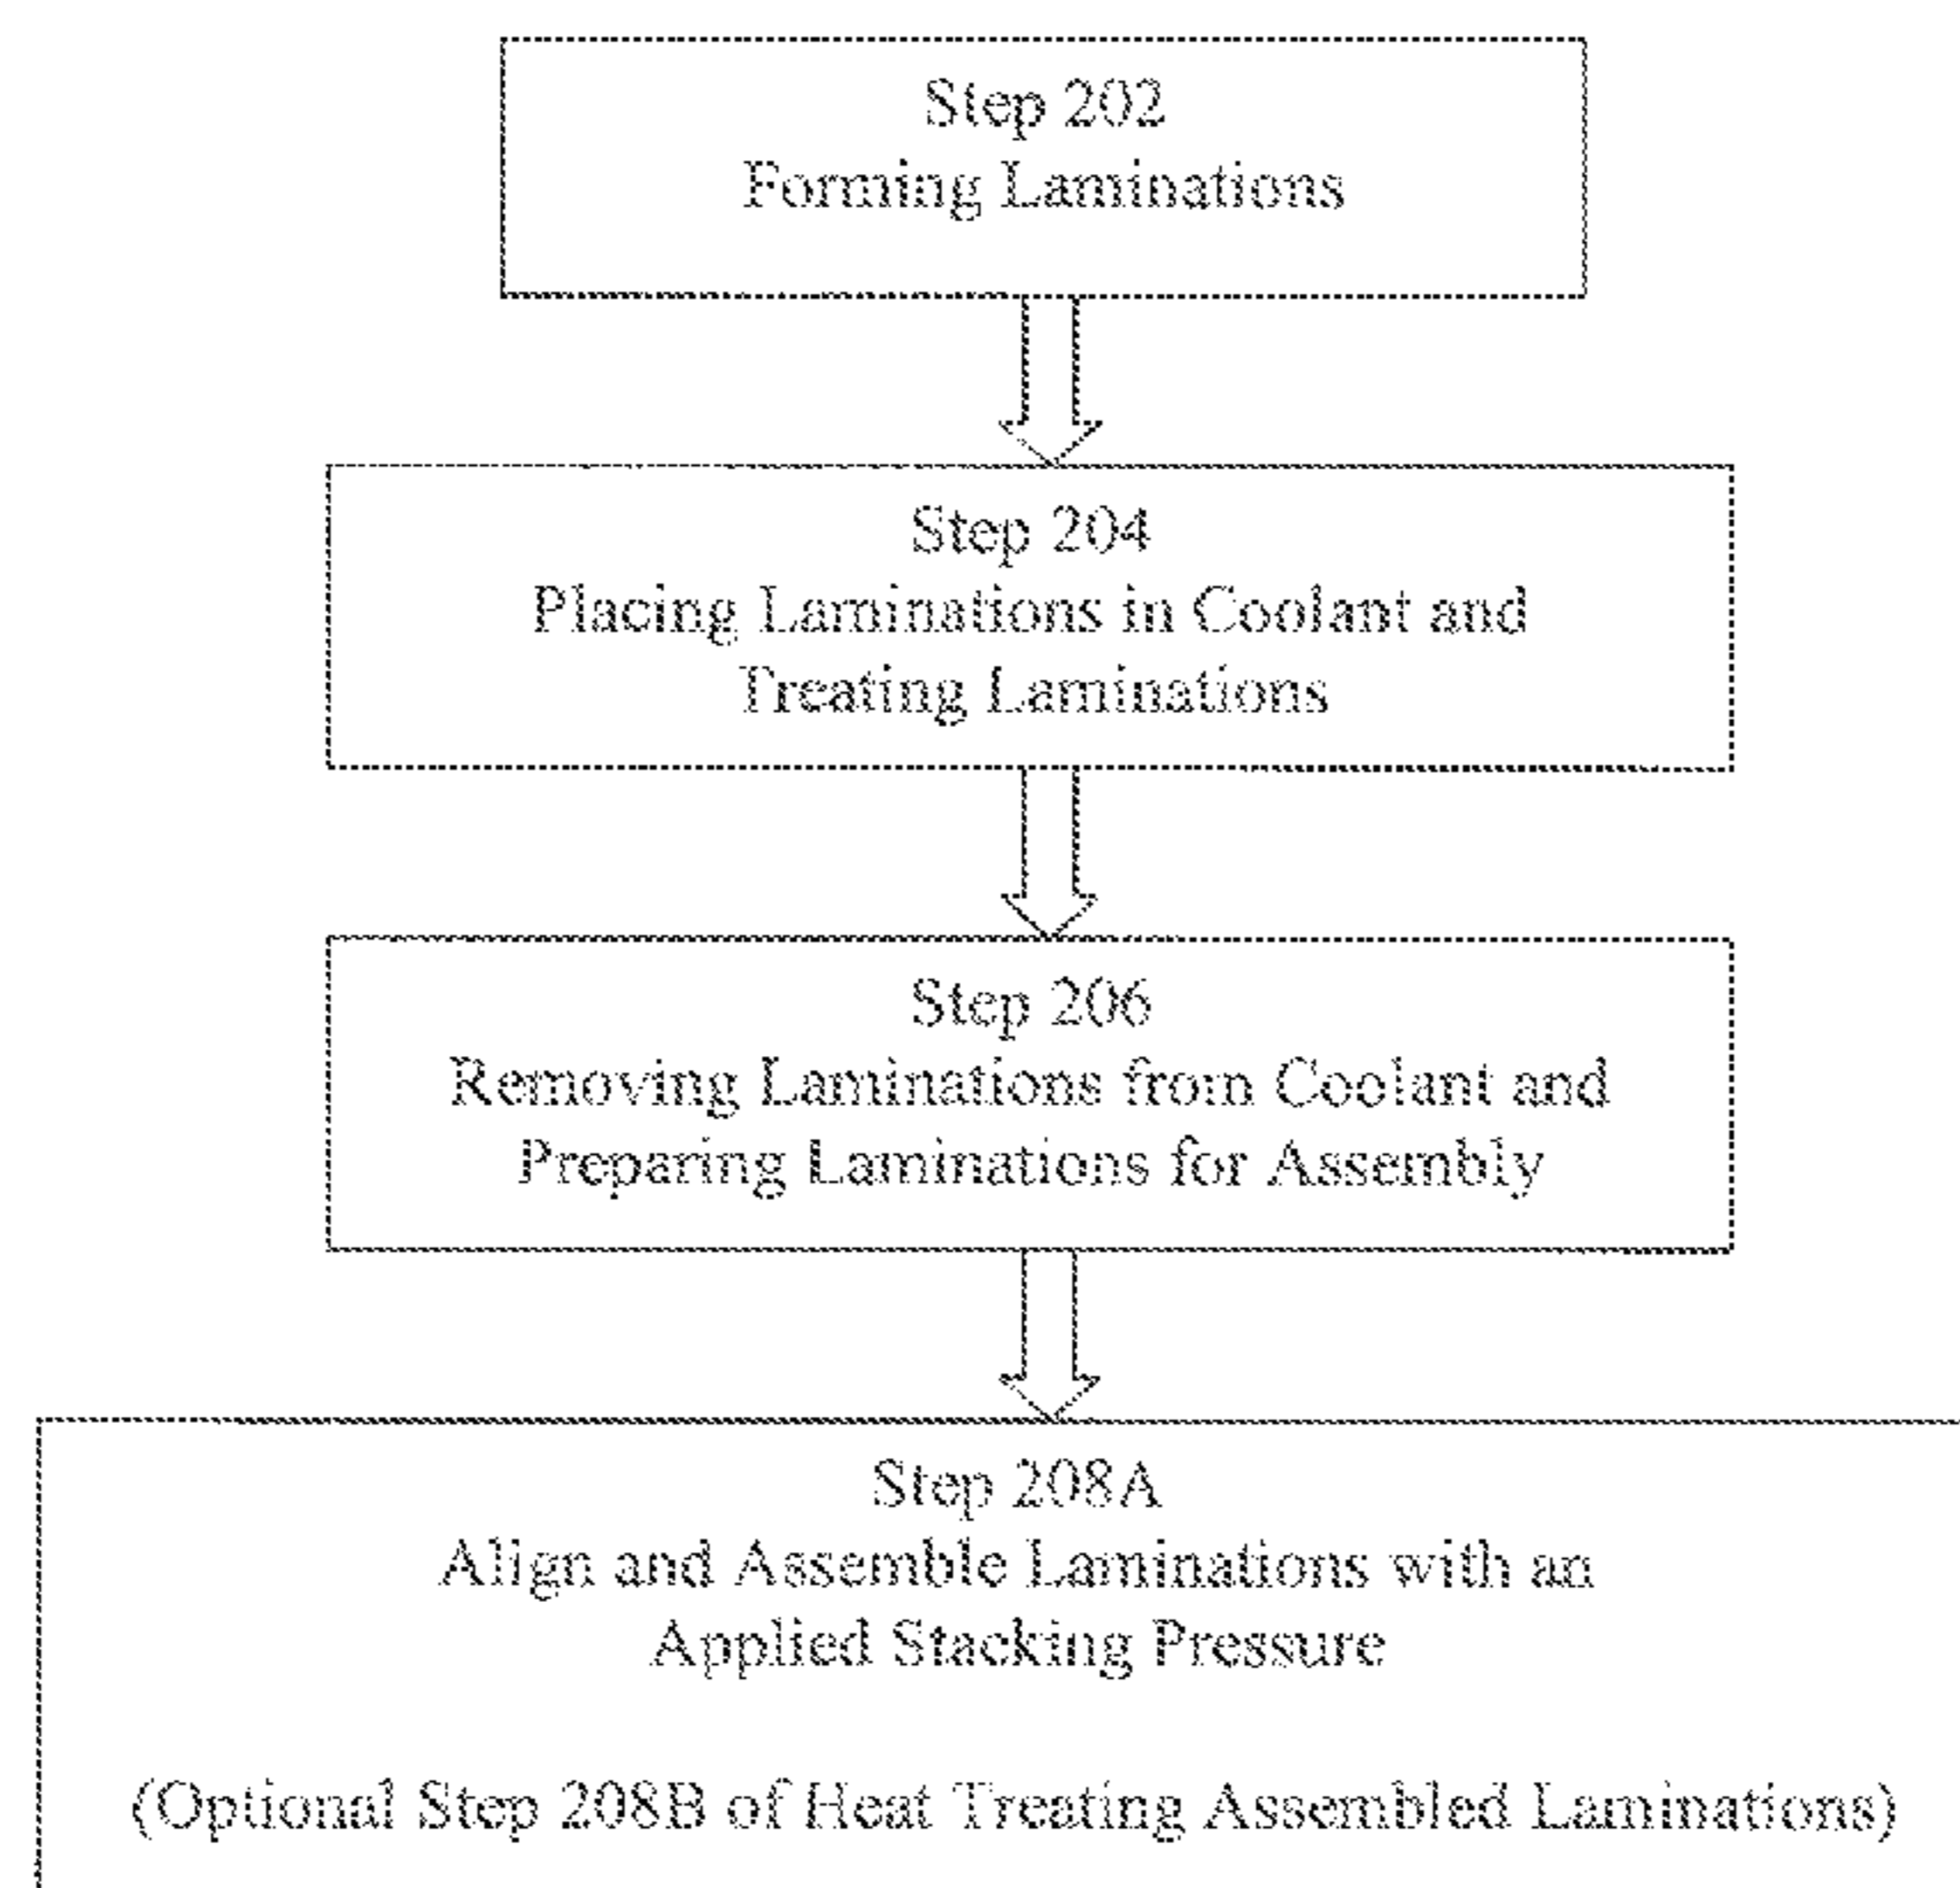 Step 202
Forming Laminations
Step 204
Placing Laminations in Coolant and
Treating Laminations
Step 206
Removing Laminations from Coolant and
Preparing Laminations for Assembly
Step 208A
Align and Assemble Laminations with an
Applied Stacking Pressure
(Optional Step 208B of Heat Treating Assembled Laminations)